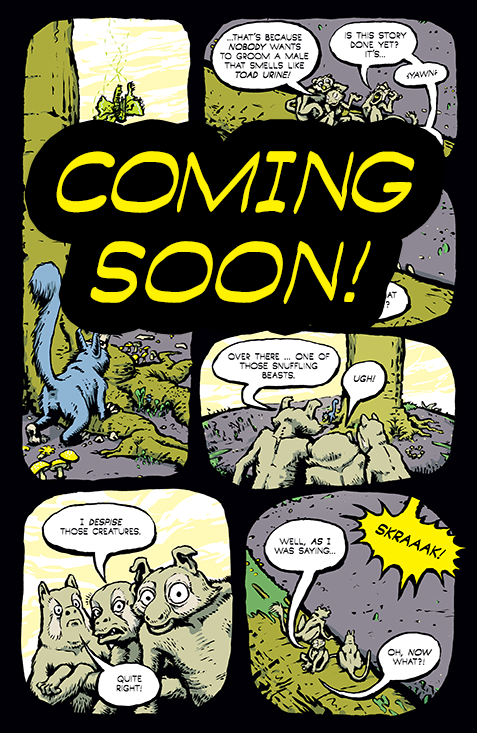 ...THAT'S BECAUSE
NOBODY WANTS
TO GROOM A MALE
THAT SMELLS LIKE
TOAD URINE!
IS THIS STORY
DONE YET?
IT'S...
YAWN?
COMING
SOON!
AT
?
OVER THERE ... ONE OF
THOSE SNUFFLING
BEASTS.
UGH!
I DESPISE
THOSE CREATURES.
QUITE
RIGHT!
WELL, AS I
WAS SAYING...
SKRAAAK!
OH, NOW
WHAT?!